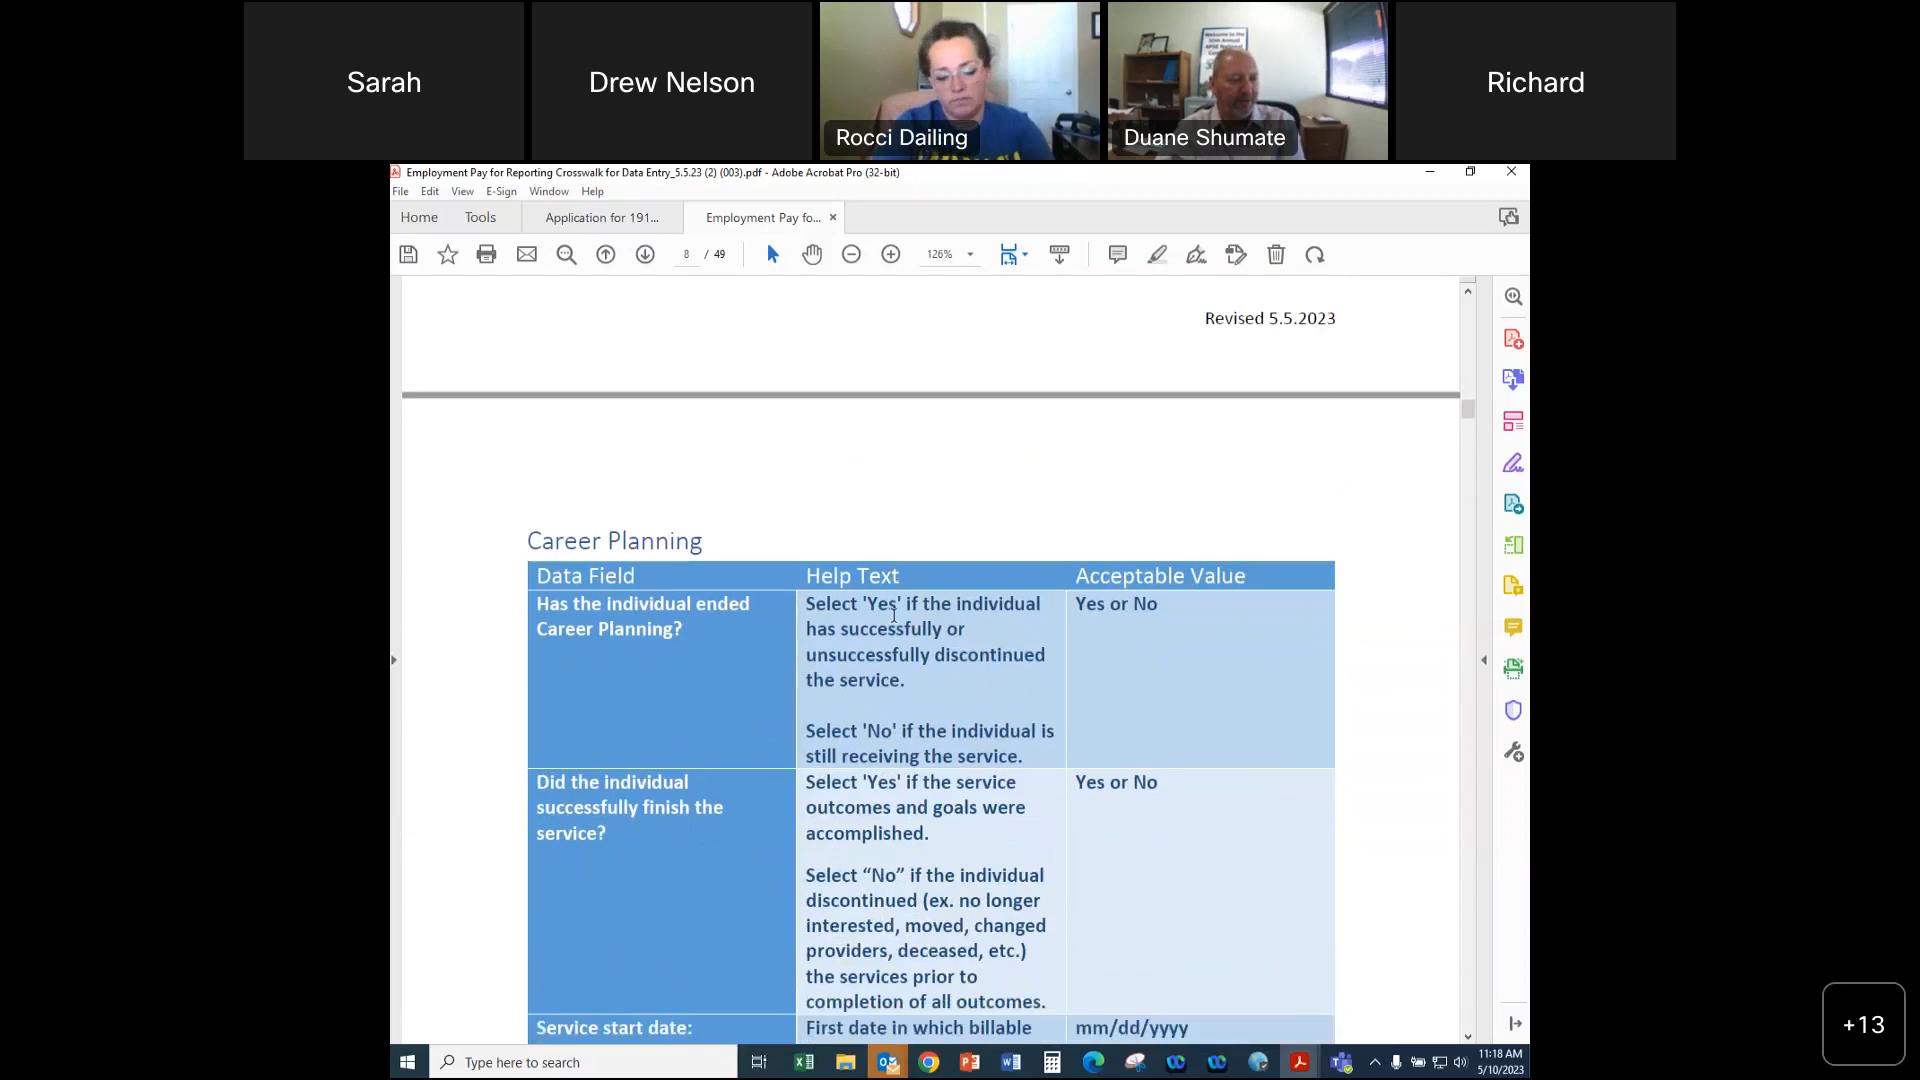 Sarah
Drew Nelson
Rocci Dailing
Duane Shumate
Richard
Welcome to the
APSE National
Employment Pay for Reporting Crosswalk for Data Entry_5.5.23 (2) (003).pdf - Adobe Acrobat Pro (32-bit)
File Edit View E-Sign Window Help
Home Tools Application for 191... Employment Pay fo... ×
8 / 49 126%
Revised 5.5.2023
Career Planning
Data Field Help Text Acceptable Value
Has the individual ended Select 'Yes' if the individual Yes or No
Career Planning? has successfully or
unsuccessfully discontinued
the service.
Select 'No' if the individual is
still receiving the service.
Did the individual Select 'Yes' if the service Yes or No
successfully finish the outcomes and goals were
service? accomplished.
Select “No” if the individual
discontinued (ex. no longer
interested, moved, changed
providers, deceased, etc.)
the services prior to
completion of all outcomes.
Service start date: First date in which billable mm/dd/yyyy
+13
Type here to search
11:18 AM
5/10/2023